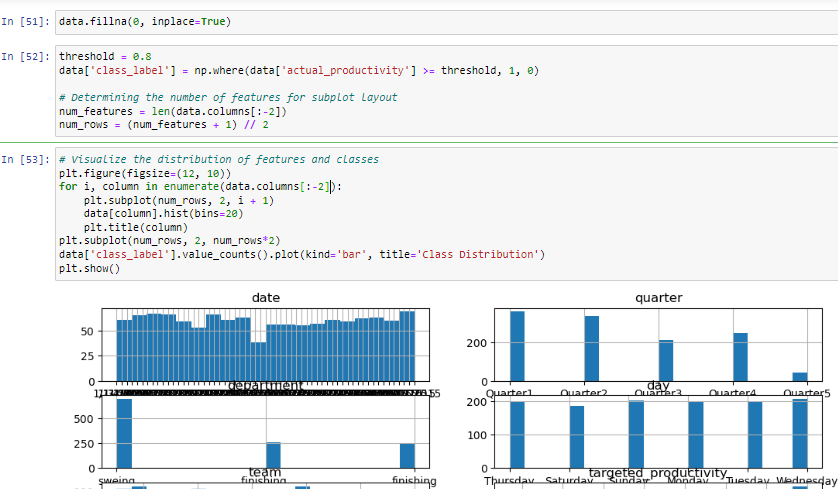 In [51]: data.fillna(0, inplace=True)
In [52]: threshold = 0.8
data['class_label'] = np.where(data['actual_productivity'] >= threshold, 1, 0)
# Determining the number of features for subplot layout
num_features = len(data.columns[:-2])
num_rows = (num_features + 1) // 2
In [53]: # Visualize the distribution of features and classes
plt.figure(figsize=(12, 10))
for i, column in enumerate(data.columns[:-2]):
    plt.subplot(num_rows, 2, i + 1)
    data[column].hist(bins=20)
    plt.title(column)
plt.subplot(num_rows, 2, num_rows*2)
data['class_label'].value_counts().plot(kind='bar', title='Class Distribution')
plt.show()
date
50
25
0
quarter
200
0
Quarter1 Quarter2 Quarter3 Quarter4 Quarter5
department
500
250
0
sweing finishing finishing
day
200
100
0
Thursday Saturday Sunday Monday Tuesday Wednesday
team
targeted_productivity